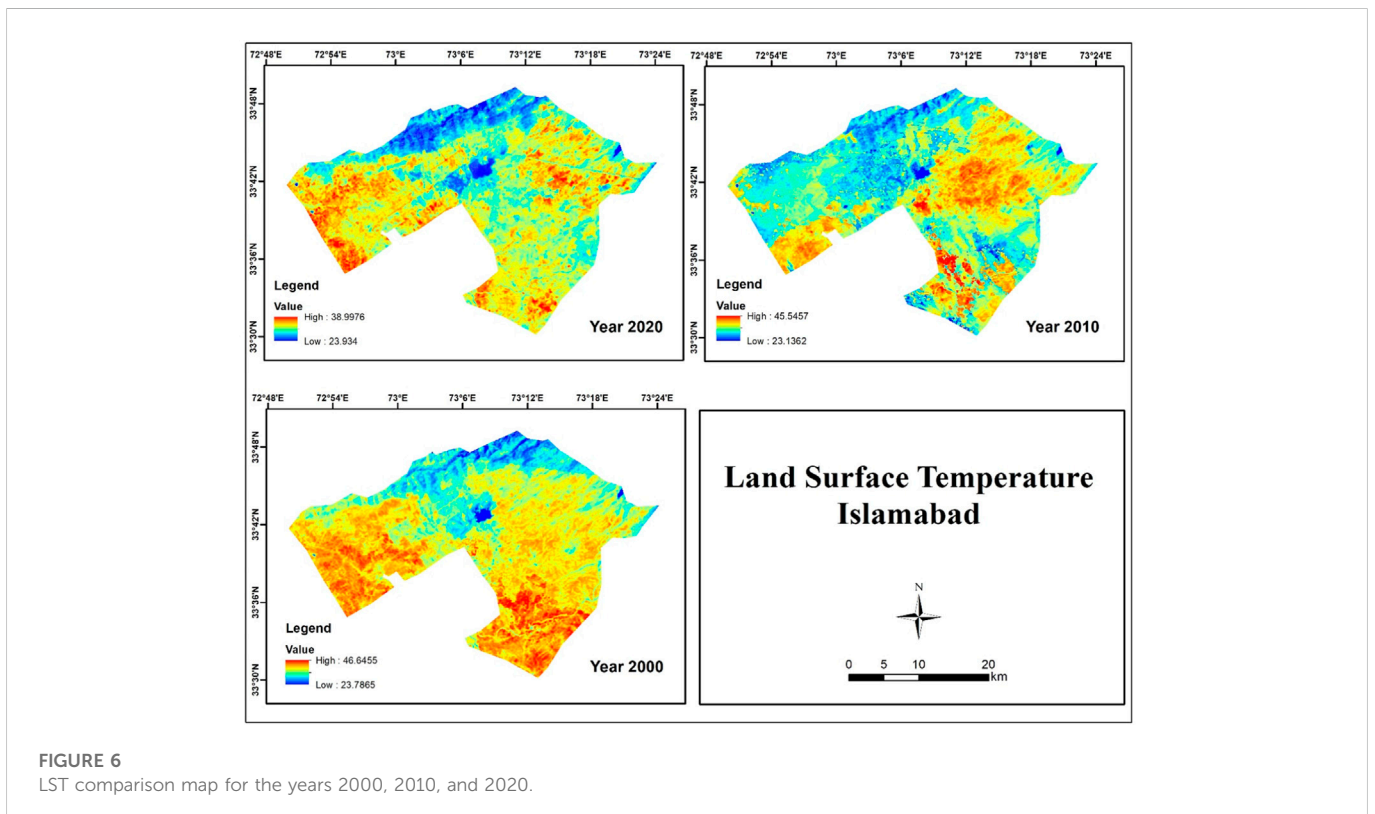 72°48'E 72°54'E 73°E 73°6'E 73°12'E 73°18'E 73°24'E
33°48'N
33°42'N
33°36'N
33°30'N
Legend
Value
High : 38.9976
Low : 23.934
Year 2020
72°48'E 72°54'E 73°E 73°6'E 73°12'E 73°18'E 73°24'E
33°48'N
33°42'N
33°36'N
33°30'N
Legend
Value
High : 45.5457
Low : 23.1362
Year 2010
72°48'E 72°54'E 73°E 73°6'E 73°12'E 73°18'E 73°24'E
33°48'N
33°42'N
33°36'N
33°30'N
Legend
Value
High : 46.6455
Low : 23.7865
Year 2000
Land Surface Temperature
Islamabad
N
0 5 10 20
km
FIGURE 6
LST comparison map for the years 2000, 2010, and 2020.